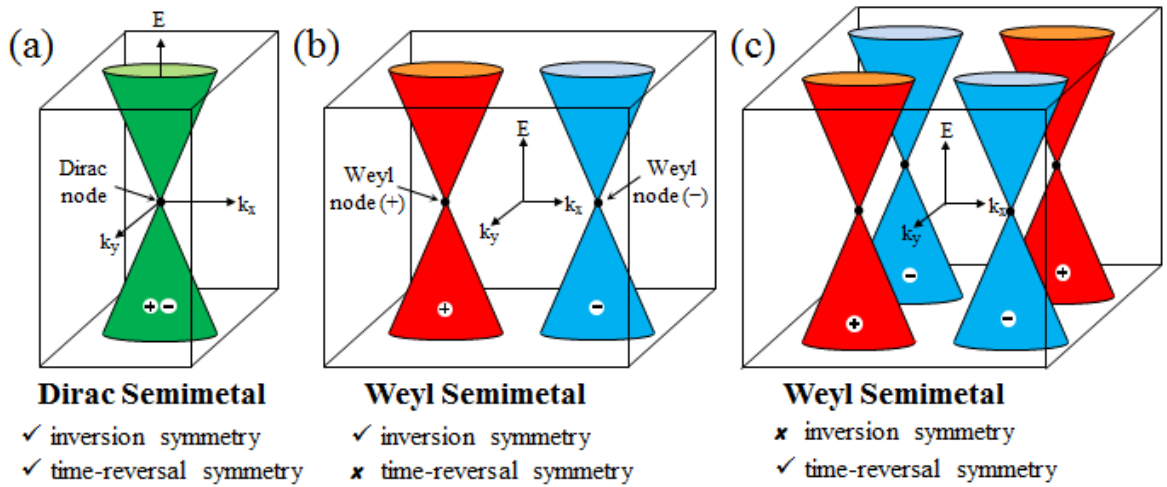 (a)
E
Dirac
node
kx
ky
+ −
Dirac Semimetal
✓ inversion symmetry
✓ time-reversal symmetry
(b)
Weyl
node (+)
E
kx
ky
Weyl
node (−)
+
−
Weyl Semimetal
✓ inversion symmetry
✗ time-reversal symmetry
(c)
E
kx
ky
−
+
+
−
Weyl Semimetal
✗ inversion symmetry
✓ time-reversal symmetry